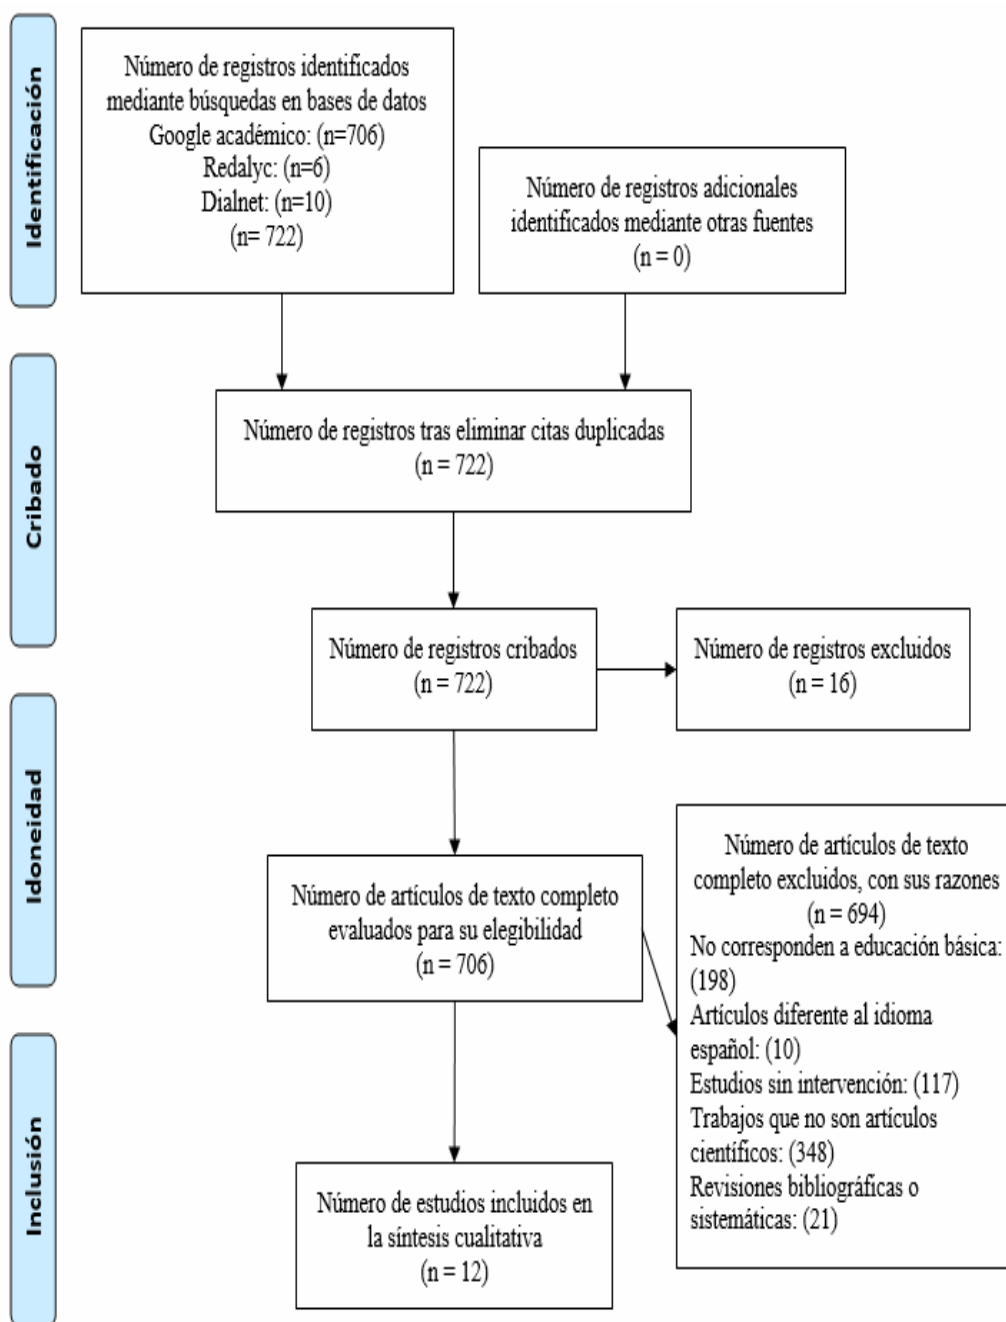 Identificación
Número de registros identificados
mediante búsquedas en bases de datos
Google académico: (n=706)
Redalyc: (n=6)
Dialnet: (n=10)
(n= 722)
Número de registros adicionales
identificados mediante otras fuentes
(n = 0)
Cribado
Número de registros tras eliminar citas duplicadas
(n = 722)
Número de registros cribados
(n = 722)
Número de registros excluidos
(n = 16)
Idoneidad
Número de artículos de texto completo
evaluados para su elegibilidad
(n = 706)
Número de artículos de texto
completo excluidos, con sus razones
(n = 694)
No corresponden a educación básica:
(198)
Artículos diferente al idioma
español: (10)
Estudios sin intervención: (117)
Trabajos que no son artículos
científicos: (348)
Revisiones bibliográficas o
sistemáticas: (21)
Inclusión
Número de estudios incluidos en
la síntesis cualitativa
(n = 12)